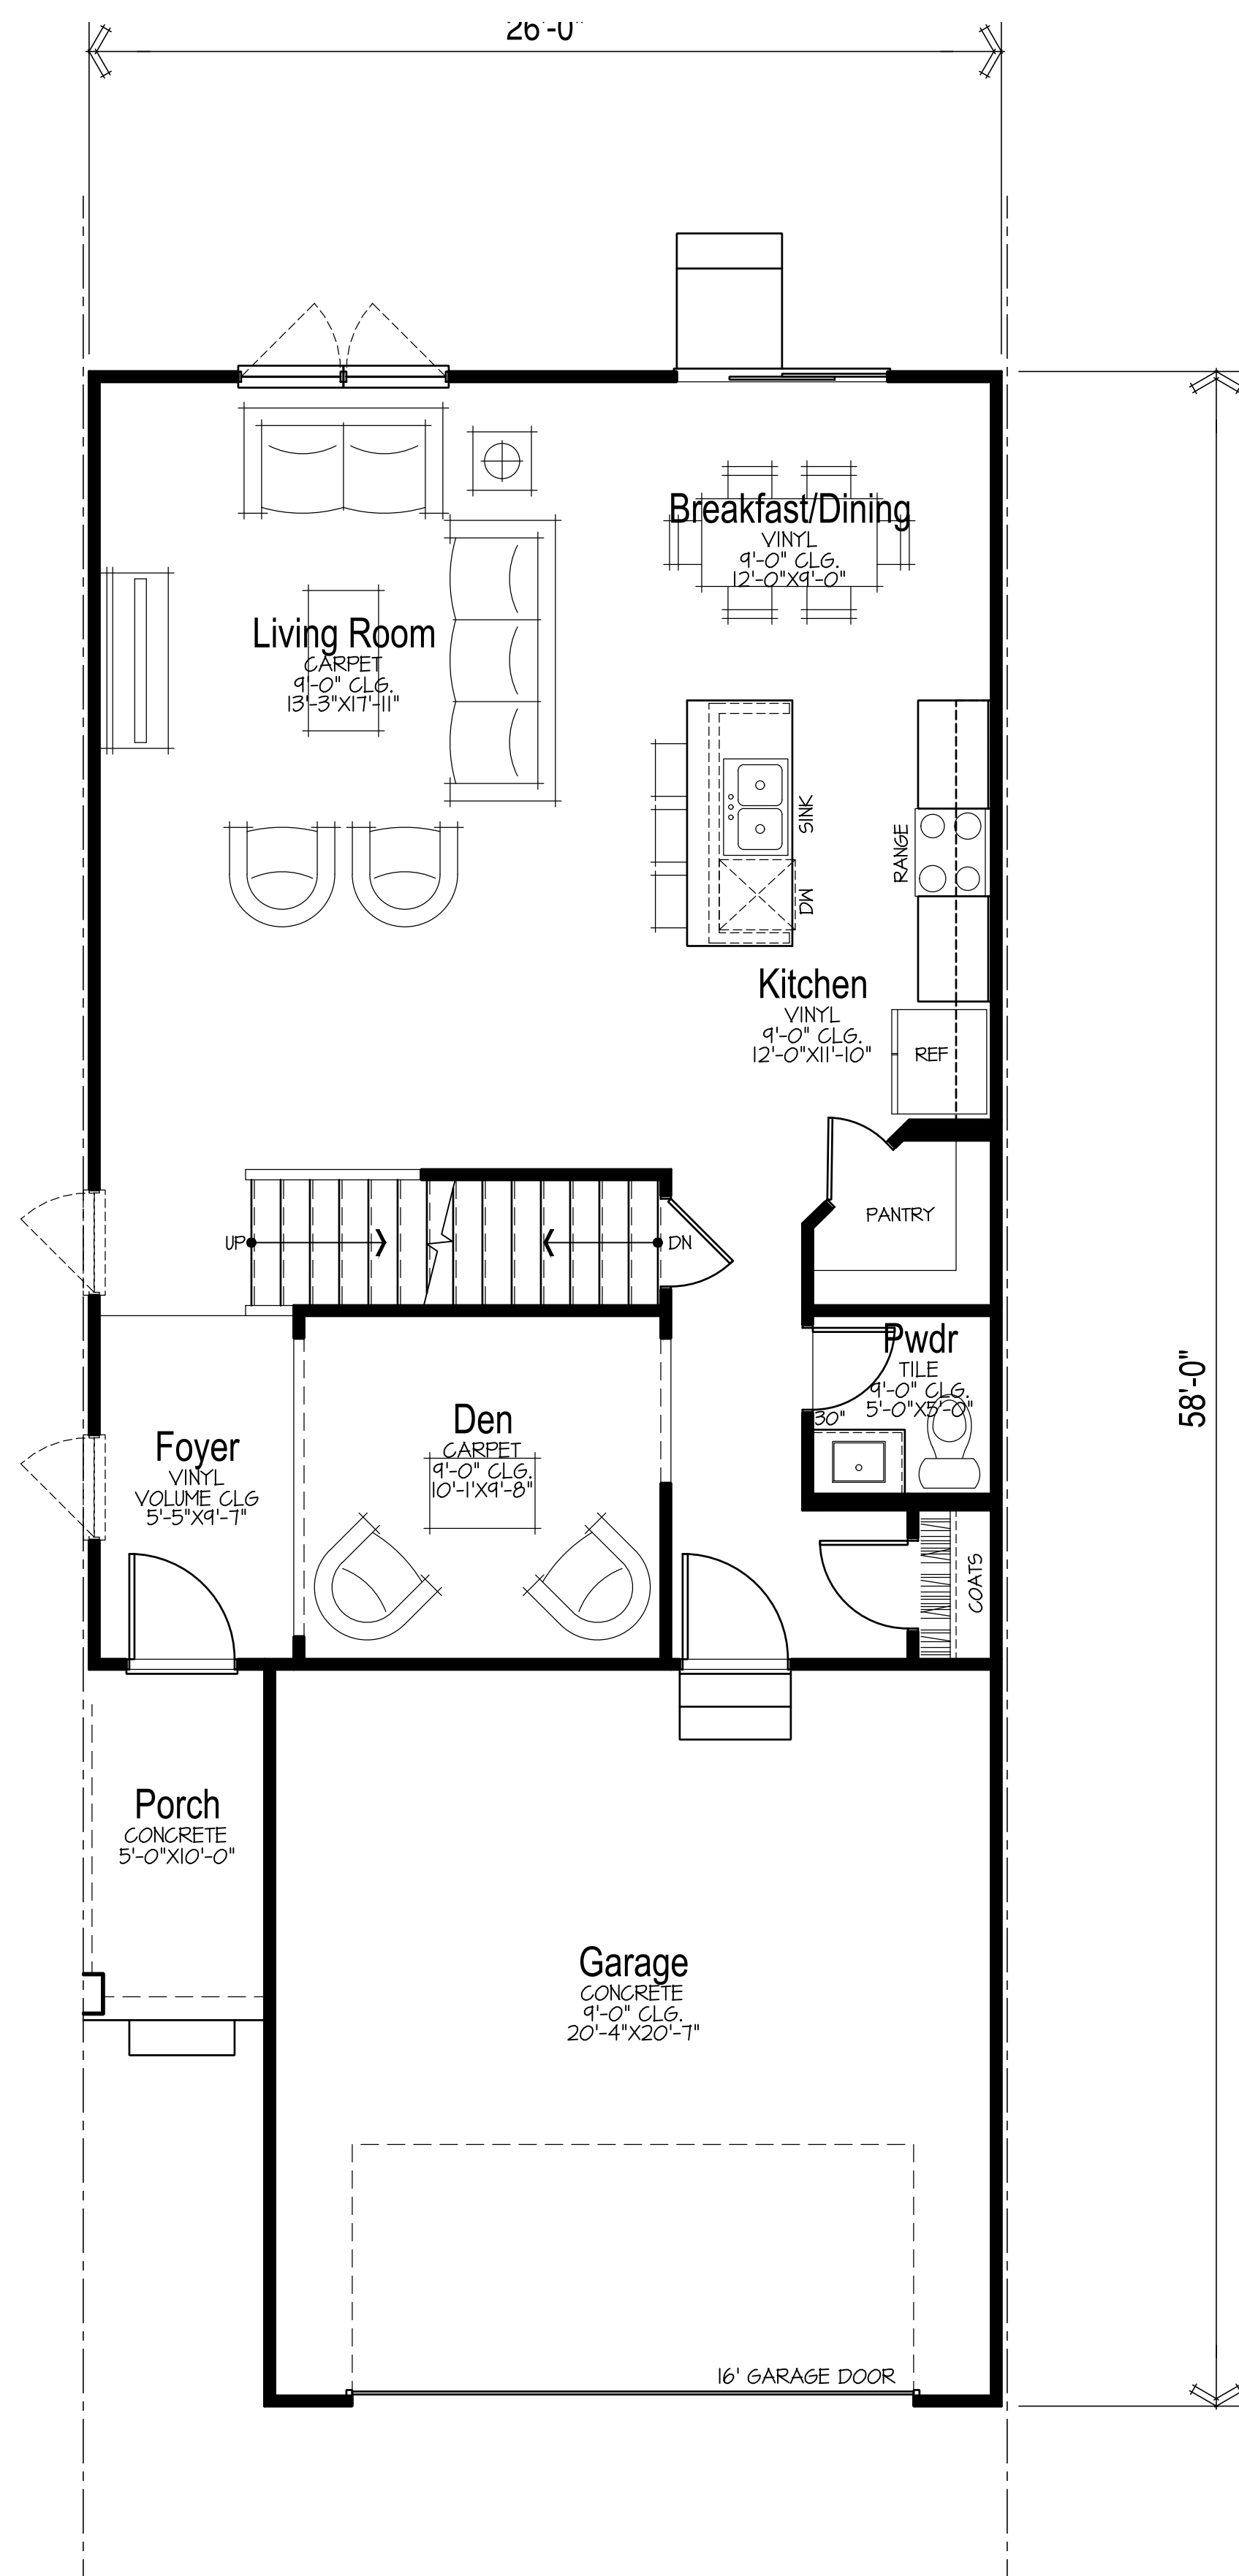 26'-0"
Breakfast/Dining
VINYL
9'-0" CLG.
12'-0"X9'-0"
Living Room
CARPET
9'-0" CLG.
13'-3"X17'-11"
SINK
RANGE
DW
Kitchen
VINYL
9'-0" CLG.
12'-0"X11'-10"
REF
PANTRY
UP
DN
Pwdr
TILE
9'-0" CLG.
5'-0"X5'-0"
30"
58'-0"
Den
CARPET
9'-0" CLG.
10'-1'X9'-8"
Foyer
VINYL
VOLUME CLG
5'-5"X9'-7"
COATS
Porch
CONCRETE
5'-0"X10'-0"
Garage
CONCRETE
9'-0" CLG.
20'-4"X20'-7"
16' GARAGE DOOR